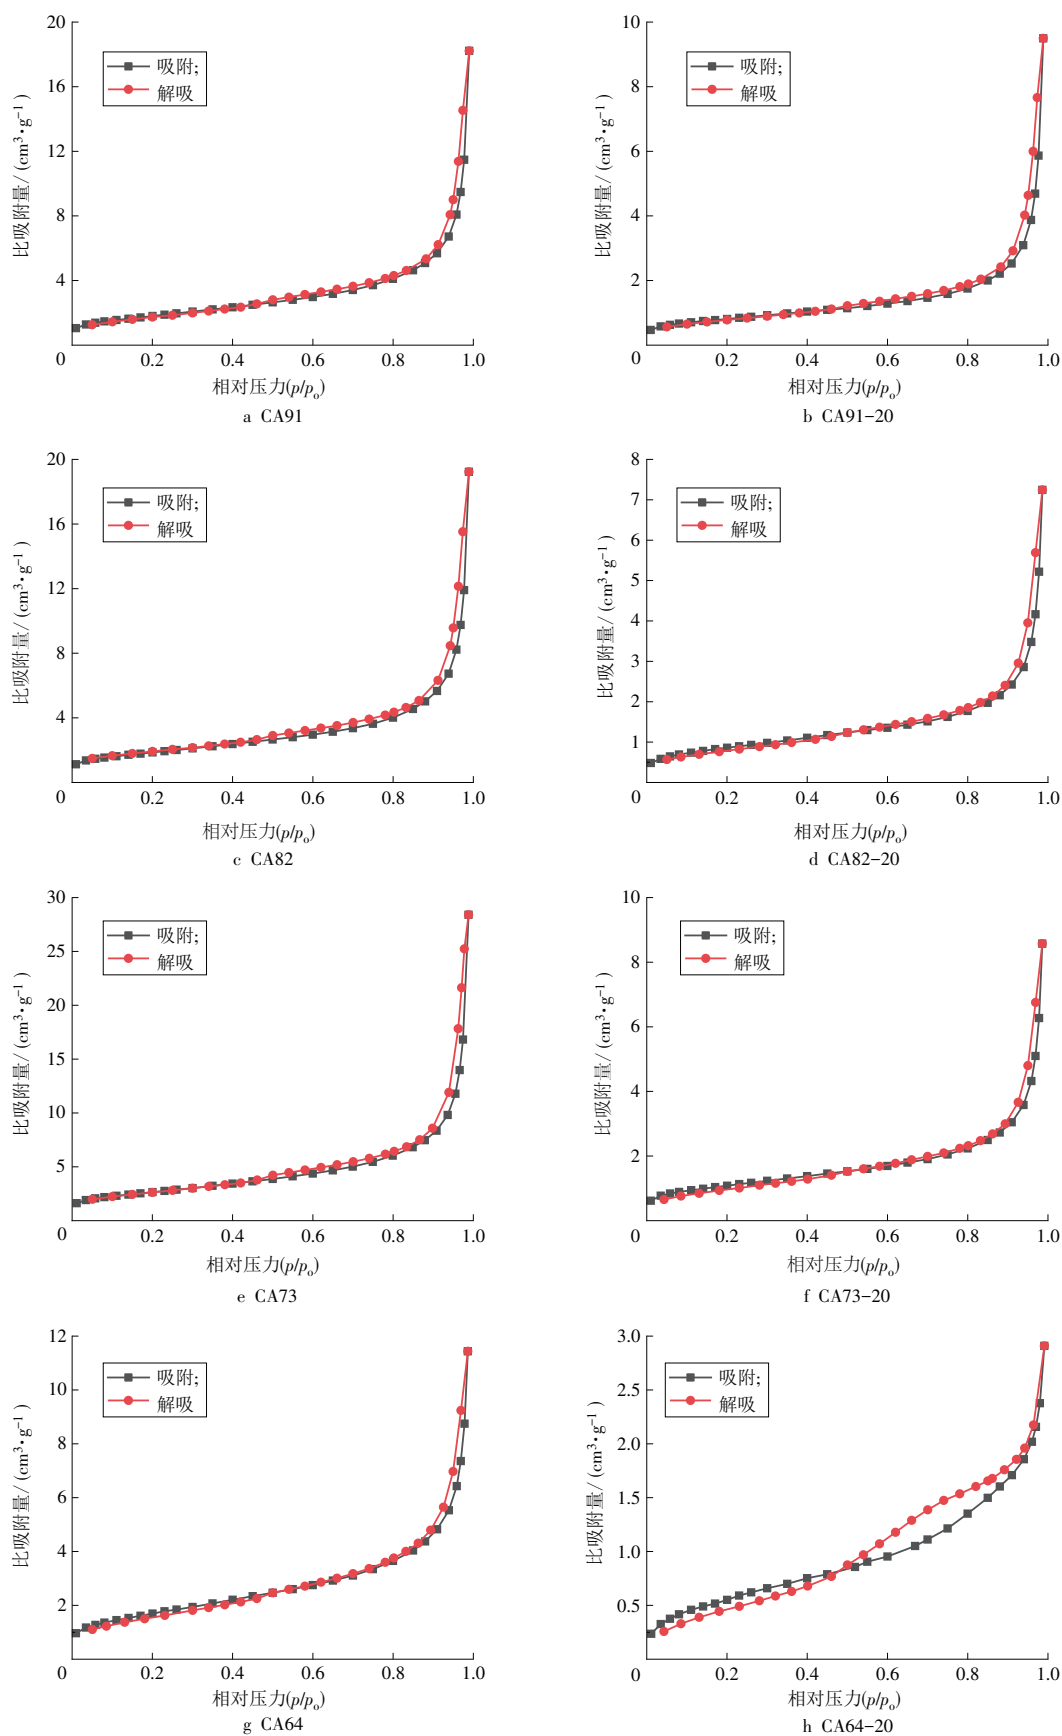 20
16
12
8
4
0
0.2
0.4
0.6
0.8
1.0
吸附;
解吸
比吸附量/(cm³•g⁻¹)
相对压力(p/p₀)
a CA91
10
8
6
4
2
0
0.2
0.4
0.6
0.8
1.0
吸附;
解吸
比吸附量/(cm³•g⁻¹)
相对压力(p/p₀)
b CA91-20
20
16
12
8
4
0
0.2
0.4
0.6
0.8
1.0
吸附;
解吸
比吸附量/(cm³•g⁻¹)
相对压力(p/p₀)
c CA82
8
7
6
5
4
3
2
1
0
0.2
0.4
0.6
0.8
1.0
吸附;
解吸
比吸附量/(cm³•g⁻¹)
相对压力(p/p₀)
d CA82-20
30
25
20
15
10
5
0
0.2
0.4
0.6
0.8
1.0
吸附;
解吸
比吸附量/(cm³•g⁻¹)
相对压力(p/p₀)
e CA73
10
8
6
4
2
0
0.2
0.4
0.6
0.8
1.0
吸附;
解吸
比吸附量/(cm³•g⁻¹)
相对压力(p/p₀)
f CA73-20
12
10
8
6
4
2
0
0.2
0.4
0.6
0.8
1.0
吸附;
解吸
比吸附量/(cm³•g⁻¹)
相对压力(p/p₀)
g CA64
3.0
2.5
2.0
1.5
1.0
0.5
0
0.2
0.4
0.6
0.8
1.0
吸附;
解吸
比吸附量/(cm³•g⁻¹)
相对压力(p/p₀)
h CA64-20